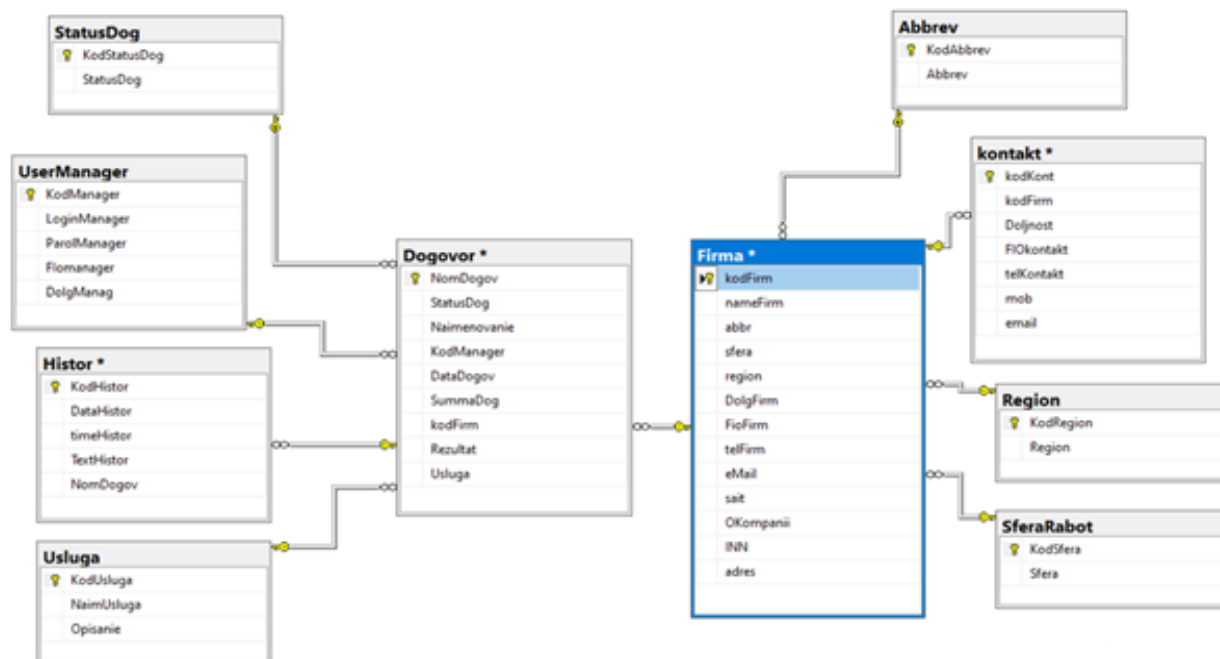 StatusDog
KodStatusDog
StatusDog
UserManager
KodManager
LoginManager
ParolManager
FIomanager
DolgManag
Histor *
KodHistor
DataHistor
timeHistor
TextHistor
NomDogov
Usluga
KodUsluga
NaimUsluga
Opisanie
Dogovor *
NomDogov
StatusDog
Naimenovanie
KodManager
DataDogov
SummaDog
kodFirm
Rezultat
Usluga
Firma *
kodFirm
nameFirm
abbr
sfera
region
DolgFirm
FioFirm
telFirm
eMail
sait
OKompanii
INN
adres
Abbrev
KodAbbrev
Abbrev
kontakt *
kodKont
kodFirm
Doljnost
FIOkontakt
telKontakt
mob
email
Region
KodRegion
Region
SferaRabot
KodSfera
Sfera